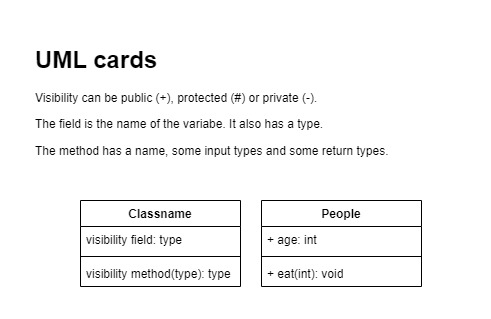 UML cards
Visibility can be public (+), protected (#) or private (-).
The field is the name of the variabe. It also has a type.
The method has a name, some input types and some return types.
Classname
visibility field: type
visibility method(type): type
People
+ age: int
+ eat(int): void